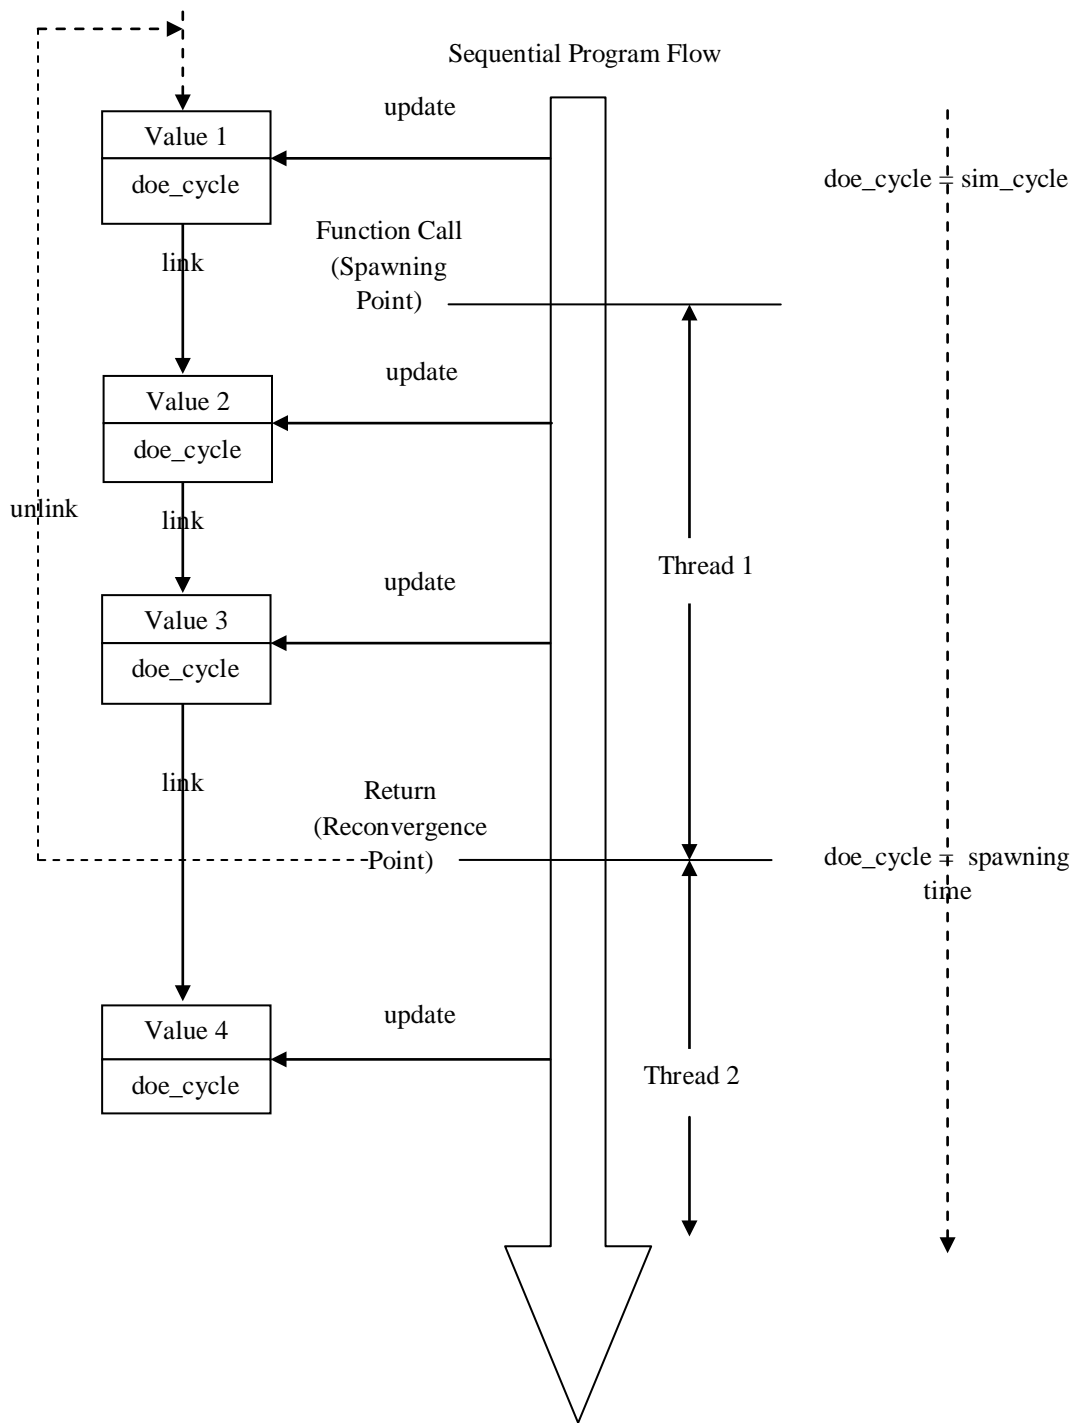 Sequential Program Flow
update
Value 1
doe_cycle
doe_cycle = sim_cycle
link
Function Call
(Spawning
Point)
update
Value 2
doe_cycle
unlink
link
Thread 1
update
Value 3
doe_cycle
link
Return
(Reconvergence
Point)
doe_cycle = spawning
time
update
Value 4
doe_cycle
Thread 2